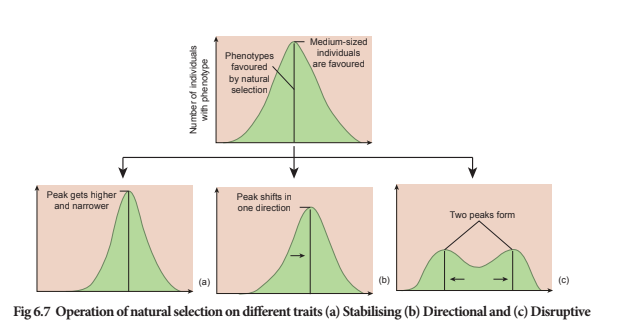 Number of individuals
with phenotype
Phenotypes
favoured
by natural
selection
Medium-sized
individuals
are favoured
Peak gets higher
and narrower
(a)
Peak shifts in
one direction
(b)
Two peaks form
(c)
Fig 6.7 Operation of natural selection on different traits (a) Stabilising (b) Directional and (c) Disruptive